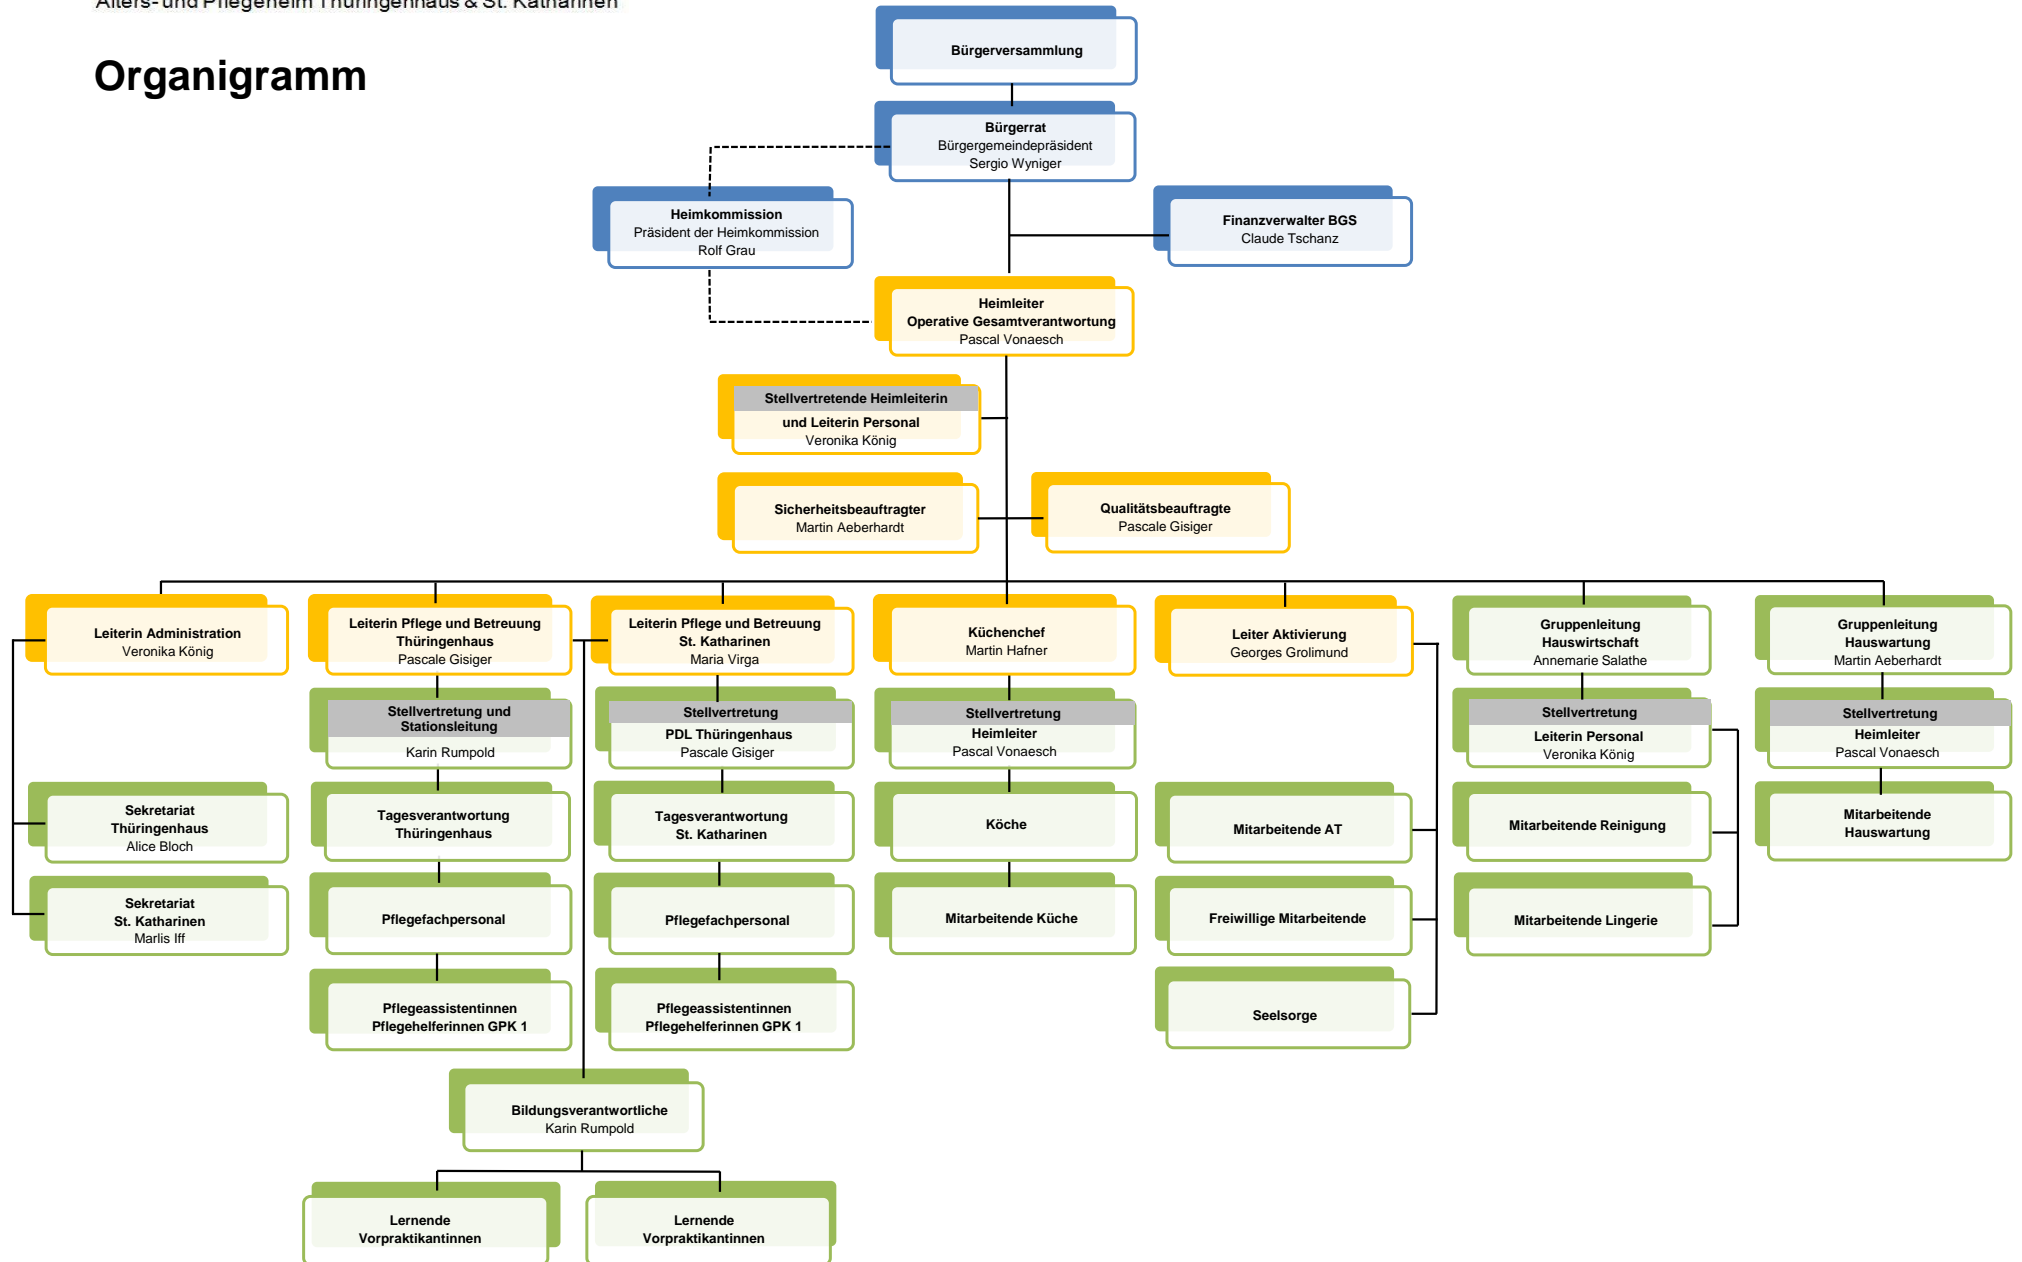 Alters- und Pflegeheim Thüringenhaus & St. Katharinen
Organigramm
Bürgerversammlung
Bürgerrat
Bürgergemeindepräsident
Sergio Wyniger
Heimkommission
Präsident der Heimkommission
Rolf Grau
Finanzverwalter BGS
Claude Tschanz
Heimleiter
Operative Gesamtverantwortung
Pascal Vonaesch
Stellvertretende Heimleiterin
und Leiterin Personal
Veronika König
Sicherheitsbeauftragter
Martin Aeberhardt
Qualitätsbeauftragte
Pascale Gisiger
Leiterin Administration
Veronika König
Leiterin Pflege und Betreuung
Thüringenhaus
Pascale Gisiger
Leiterin Pflege und Betreuung
St. Katharinen
Maria Virga
Küchenchef
Martin Hafner
Leiter Aktivierung
Georges Grolimund
Gruppenleitung
Hauswirtschaft
Annemarie Salathe
Gruppenleitung
Hauswartung
Martin Aeberhardt
Stellvertretung und
Stationsleitung
Karin Rumpold
Stellvertretung
PDL Thüringenhaus
Pascale Gisiger
Stellvertretung
Heimleiter
Pascal Vonaesch
Stellvertretung
Leiterin Personal
Veronika König
Stellvertretung
Heimleiter
Pascal Vonaesch
Sekretariat
Thüringenhaus
Alice Bloch
Tagesverantwortung
Thüringenhaus
Tagesverantwortung
St. Katharinen
Köche
Mitarbeitende AT
Mitarbeitende Reinigung
Mitarbeitende
Hauswartung
Sekretariat
St. Katharinen
Marlis Iff
Pflegefachpersonal
Pflegefachpersonal
Mitarbeitende Küche
Freiwillige Mitarbeitende
Mitarbeitende Lingerie
Pflegeassistentinnen
Pflegehelferinnen GPK 1
Pflegeassistentinnen
Pflegehelferinnen GPK 1
Seelsorge
Bildungsverantwortliche
Karin Rumpold
Lernende
Vorpraktikantinnen
Lernende
Vorpraktikantinnen